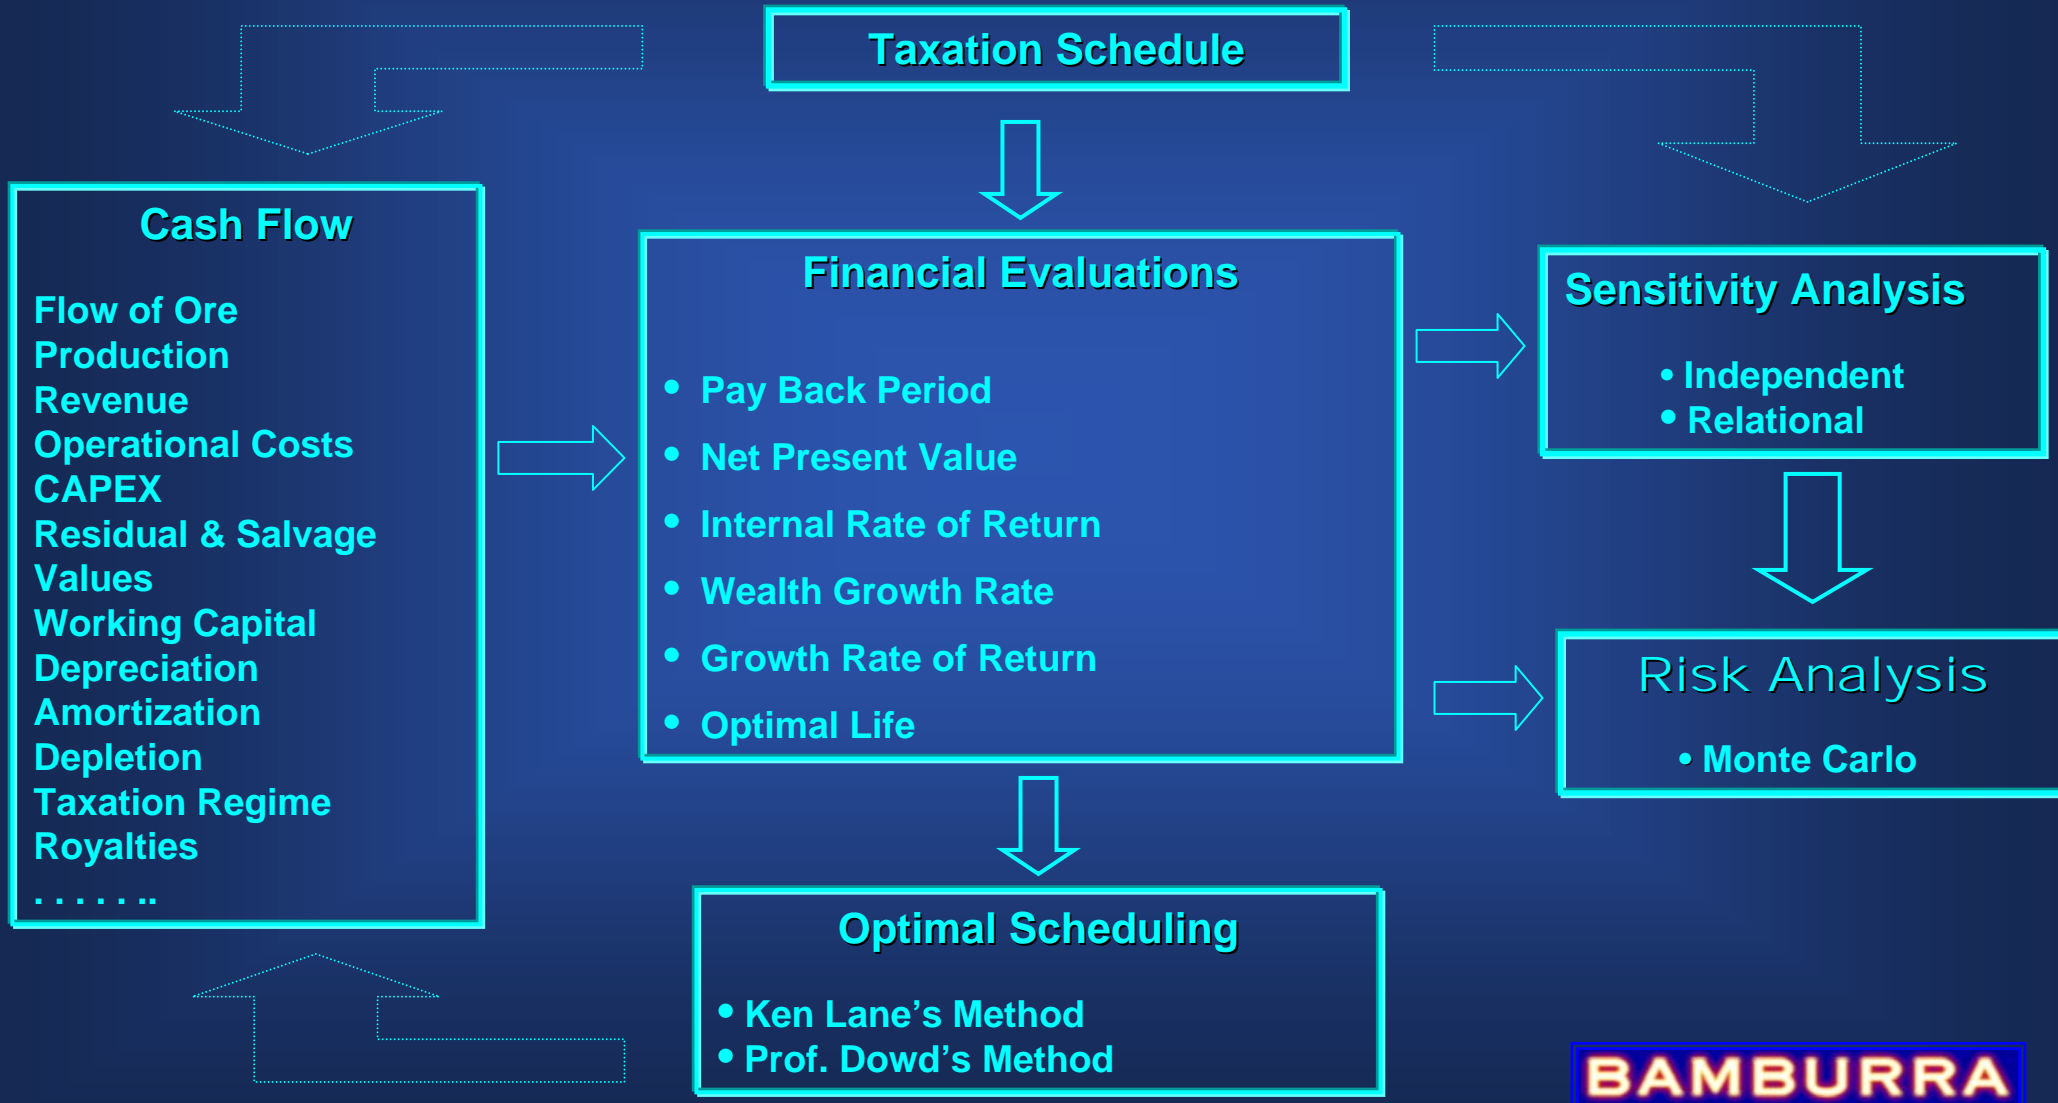 Taxation Schedule
Cash Flow
Flow of Ore
Production
Revenue
Operational Costs
CAPEX
Residual & Salvage
Values
Working Capital
Depreciation
Amortization
Depletion
Taxation Regime
Royalties
. . . . . ..
Financial Evaluations
• Pay Back Period
• Net Present Value
• Internal Rate of Return
• Wealth Growth Rate
• Growth Rate of Return
• Optimal Life
Sensitivity Analysis
• Independent
• Relational
Risk Analysis
• Monte Carlo
Optimal Scheduling
• Ken Lane’s Method
• Prof. Dowd’s Method
BAMBURRA